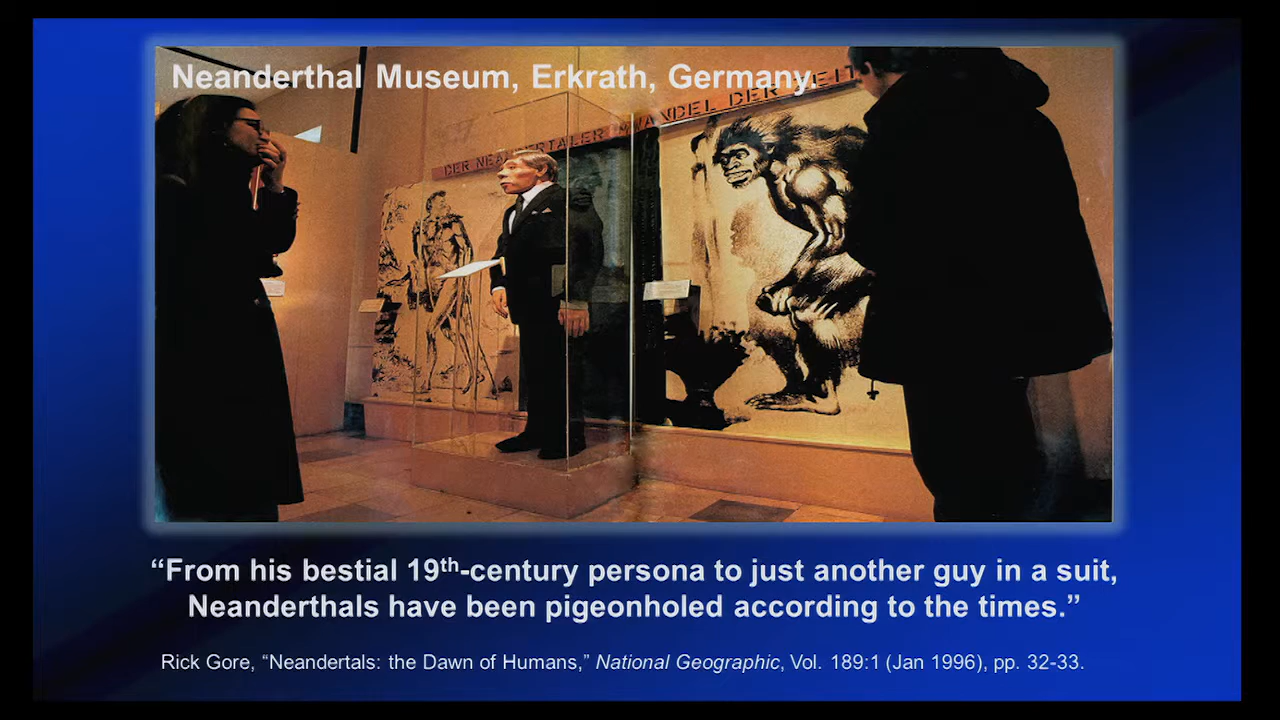 Neanderthal Museum, Erkrath, Germany.
DER NEANDERTALER WANDEL DER ZEIT
“From his bestial 19th-century persona to just another guy in a suit,
Neanderthals have been pigeonholed according to the times.”
Rick Gore, “Neandertals: the Dawn of Humans,” National Geographic, Vol. 189:1 (Jan 1996), pp. 32-33.